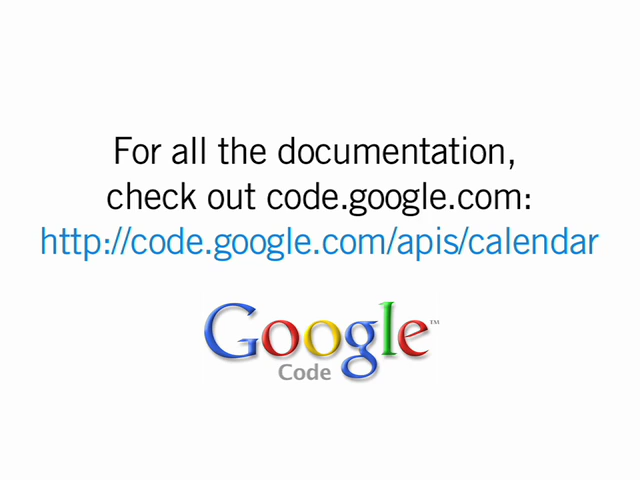 For all the documentation,
check out code.google.com:
http://code.google.com/apis/calendar
Google™
Code